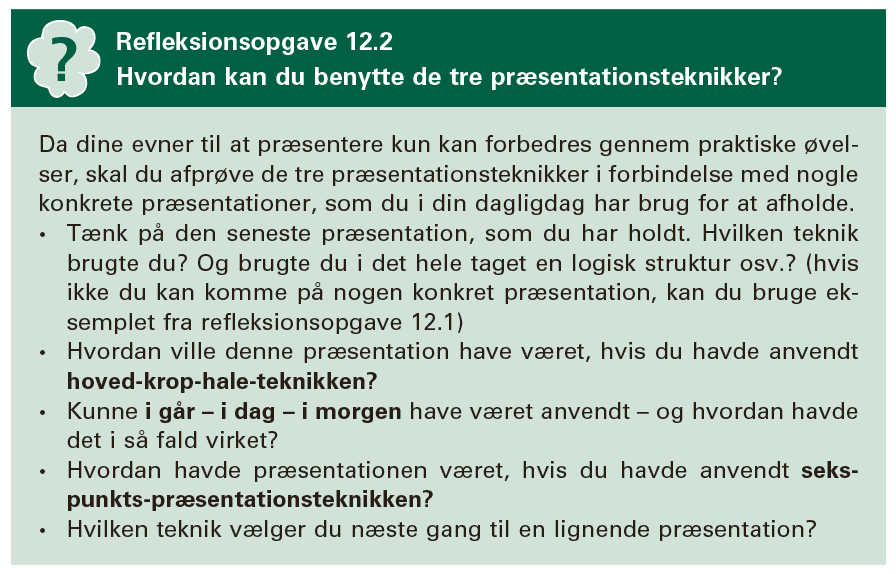 ?
Refleksionsopgave 12.2
Hvordan kan du benytte de tre præsentationsteknikker?
Da dine evner til at præsentere kun kan forbedres gennem praktiske øvel-
ser, skal du afprøve de tre præsentationsteknikker i forbindelse med nogle
konkrete præsentationer, som du i din dagligdag har brug for at afholde.
• Tænk på den seneste præsentation, som du har holdt. Hvilken teknik
brugte du? Og brugte du i det hele taget en logisk struktur osv.? (hvis
ikke du kan komme på nogen konkret præsentation, kan du bruge ek-
semplet fra refleksionsopgave 12.1)
• Hvordan ville denne præsentation have været, hvis du havde anvendt
hoved-krop-hale-teknikken?
• Kunne i går – i dag – i morgen have været anvendt – og hvordan havde
det i så fald virket?
• Hvordan havde præsentationen været, hvis du havde anvendt seks-
punkts-præsentationsteknikken?
• Hvilken teknik vælger du næste gang til en lignende præsentation?